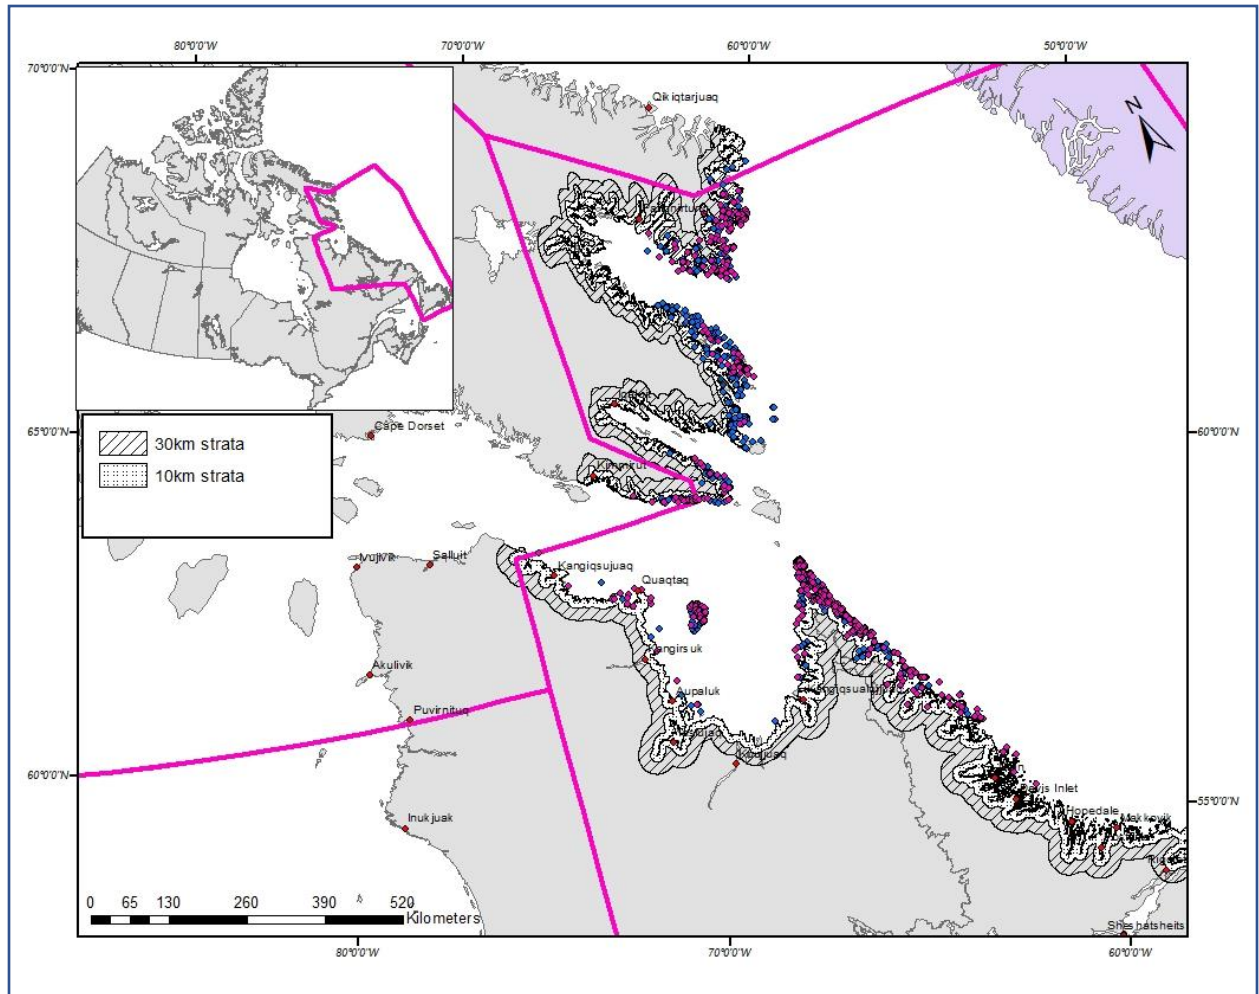 80°0'0"W
70°0'0"W
60°0'0"W
50°0'0"W
70°0'0"N
Qikiqtarjuaq
N
30km strata
10km strata
65°0'0"N
60°0'0"N
Cape Dorset
Kimmirut
Ivujivik
Salluit
Kangiqsujuaq
Quaqtaq
Kangirsuk
Akulivik
Aupaluk
Puvirnituq
60°0'0"N
55°0'0"N
Davis Inlet
Hopedale
Makkovik
Inukjuak
0 65 130 260 390 520
Kilometers
Sheshatsheits
80°0'0"W
70°0'0"W
60°0'0"W